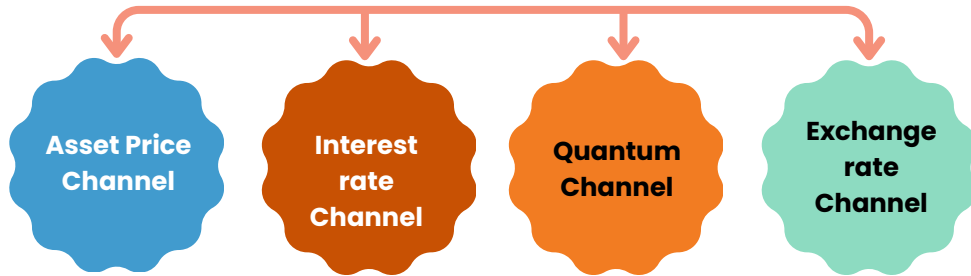 Asset Price
Channel
Interest
rate
Channel
Quantum
Channel
Exchange
rate
Channel